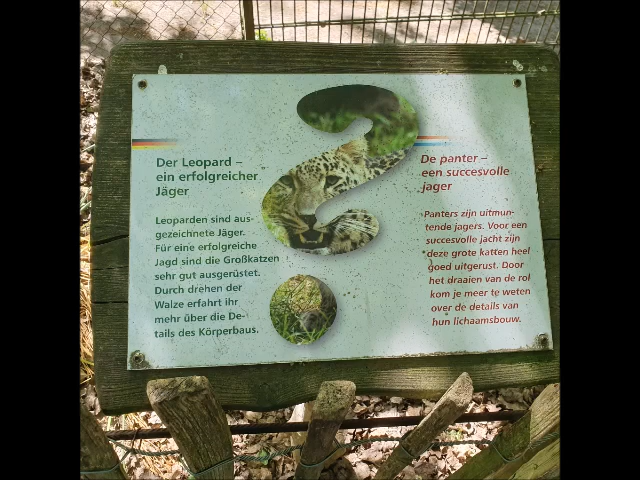 Der Leopard –
ein erfolgreicher
Jäger
Leoparden sind aus-
gezeichnete Jäger.
Für eine erfolgreiche
Jagd sind die Großkatzen
sehr gut ausgerüstet.
Durch drehen der
Walze erfahrt ihr
mehr über die De-
tails des Körperbaus.
De panter –
een succesvolle
jager
Panters zijn uitmun-
tende jagers. Voor een
succesvolle jacht zijn
deze grote katten heel
goed uitgerust. Door
het draaien van de rol
kom je meer te weten
over de details van
hun lichaamsbouw.